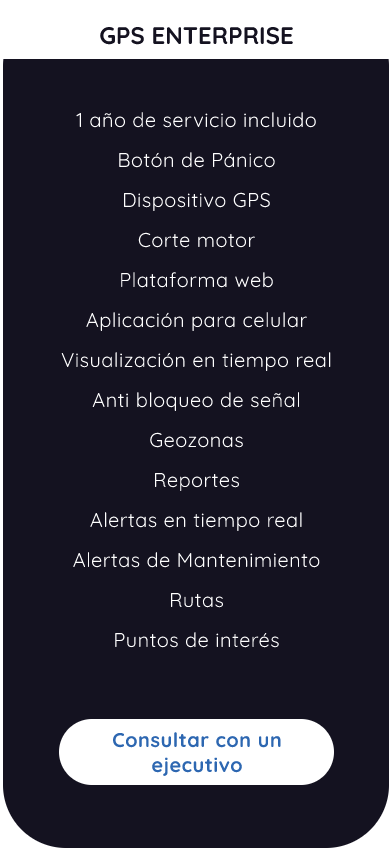 GPS ENTERPRISE
1 año de servicio incluido
Botón de Pánico
Dispositivo GPS
Corte motor
Plataforma web
Aplicación para celular
Visualización en tiempo real
Anti bloqueo de señal
Geozonas
Reportes
Alertas en tiempo real
Alertas de Mantenimiento
Rutas
Puntos de interés
Consultar con un
ejecutivo